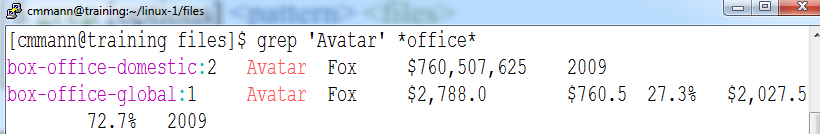 cmmann@training:~/linux-1/files
<pattern> <files>
[cmmann@training files]$ grep 'Avatar' *office*
box-office-domestic:2 Avatar Fox $760,507,625 2009
box-office-global:1 Avatar Fox $2,788.0 $760.5 27.3% $2,027.5
72.7% 2009